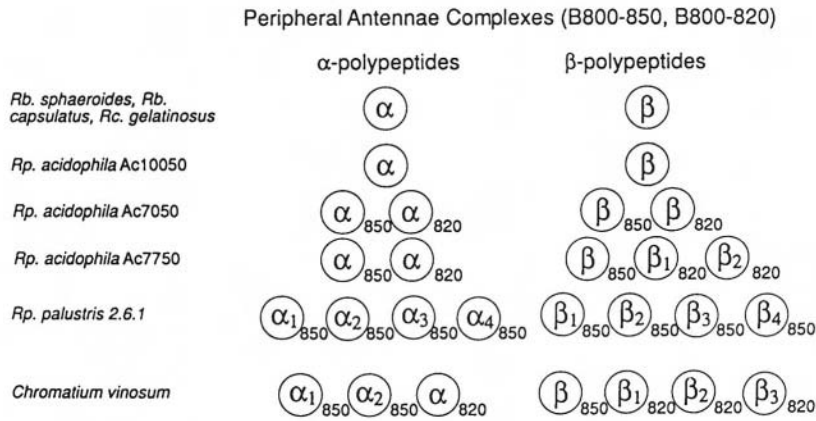 Peripheral Antennae Complexes (B800-850, B800-820)
α-polypeptides β-polypeptides
Rb. sphaeroides, Rb.
capsulatus, Rc. gelatinosus α β
Rp. acidophila Ac10050 α β
Rp. acidophila Ac7050 α850 α820 β850 β820
Rp. acidophila Ac7750 α850 α820 β850 β1820 β2820
Rp. palustris 2.6.1 α1850 α2850 α3850 α4850 β1850 β2850 β3850 β4850
Chromatium vinosum α1850 α2850 α820 β850 β1820 β2820 β3820